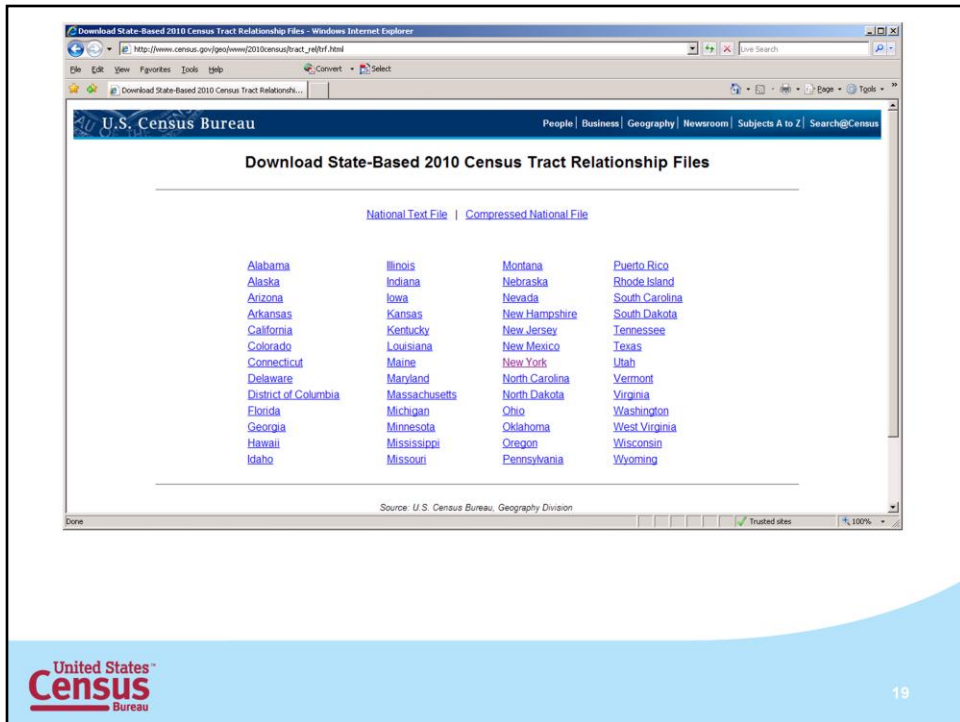 Download State-Based 2010 Census Tract Relationship Files - Windows Internet Explorer
http://www.census.gov/geo/www/2010census/tract_rel/trf.html
Live Search
File Edit View Favorites Tools Help
Convert Select
Download State-Based 2010 Census Tract Relationshi...
Page Tools
U.S. Census Bureau
People | Business | Geography | Newsroom | Subjects A to Z | Search@Census
Download State-Based 2010 Census Tract Relationship Files
National Text File | Compressed National File
Alabama Illinois Montana Puerto Rico
Alaska Indiana Nebraska Rhode Island
Arizona Iowa Nevada South Carolina
Arkansas Kansas New Hampshire South Dakota
California Kentucky New Jersey Tennessee
Colorado Louisiana New Mexico Texas
Connecticut Maine New York Utah
Delaware Maryland North Carolina Vermont
District of Columbia Massachusetts North Dakota Virginia
Florida Michigan Ohio Washington
Georgia Minnesota Oklahoma West Virginia
Hawaii Mississippi Oregon Wisconsin
Idaho Missouri Pennsylvania Wyoming
Source: U.S. Census Bureau, Geography Division
Done Trusted sites 100%
United States™
Census
Bureau
19